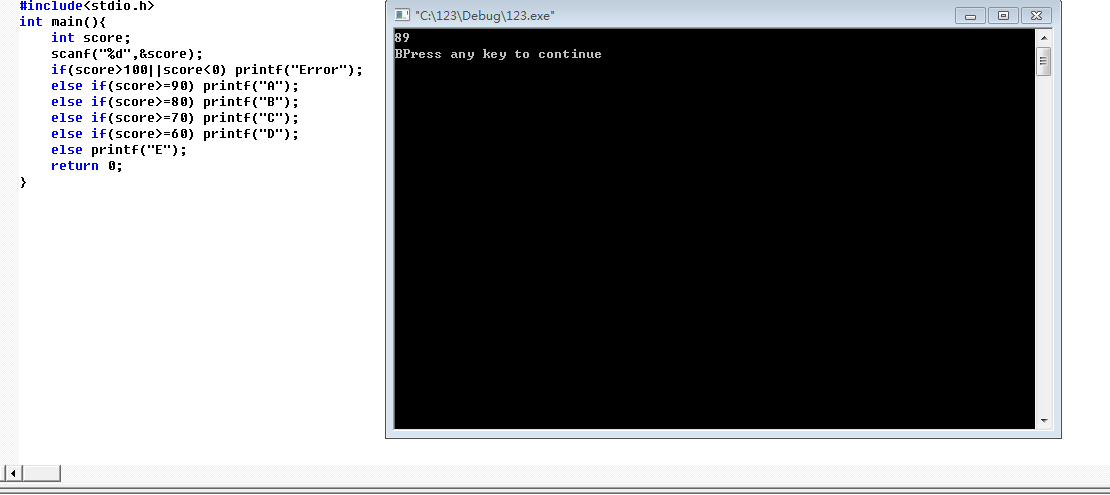 #include<stdio.h>
int main(){
    int score;
    scanf("%d",&score);
    if(score>100||score<0) printf("Error");
    else if(score>=90) printf("A");
    else if(score>=80) printf("B");
    else if(score>=70) printf("C");
    else if(score>=60) printf("D");
    else printf("E");
    return 0;
}
"C:\123\Debug\123.exe"
89
BPress any key to continue